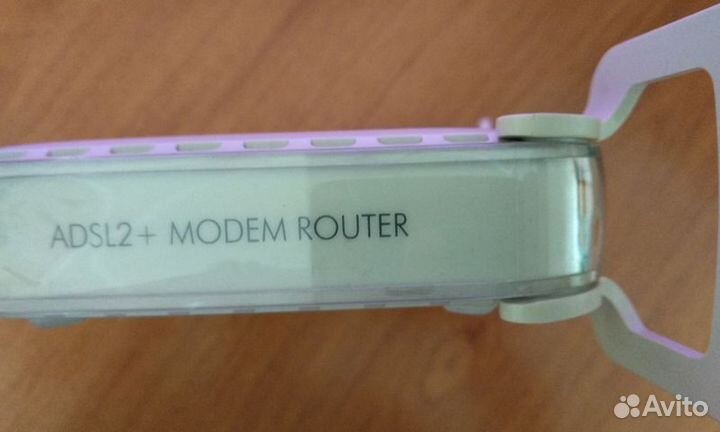 ADSL2+ MODEM ROUTER
Avito